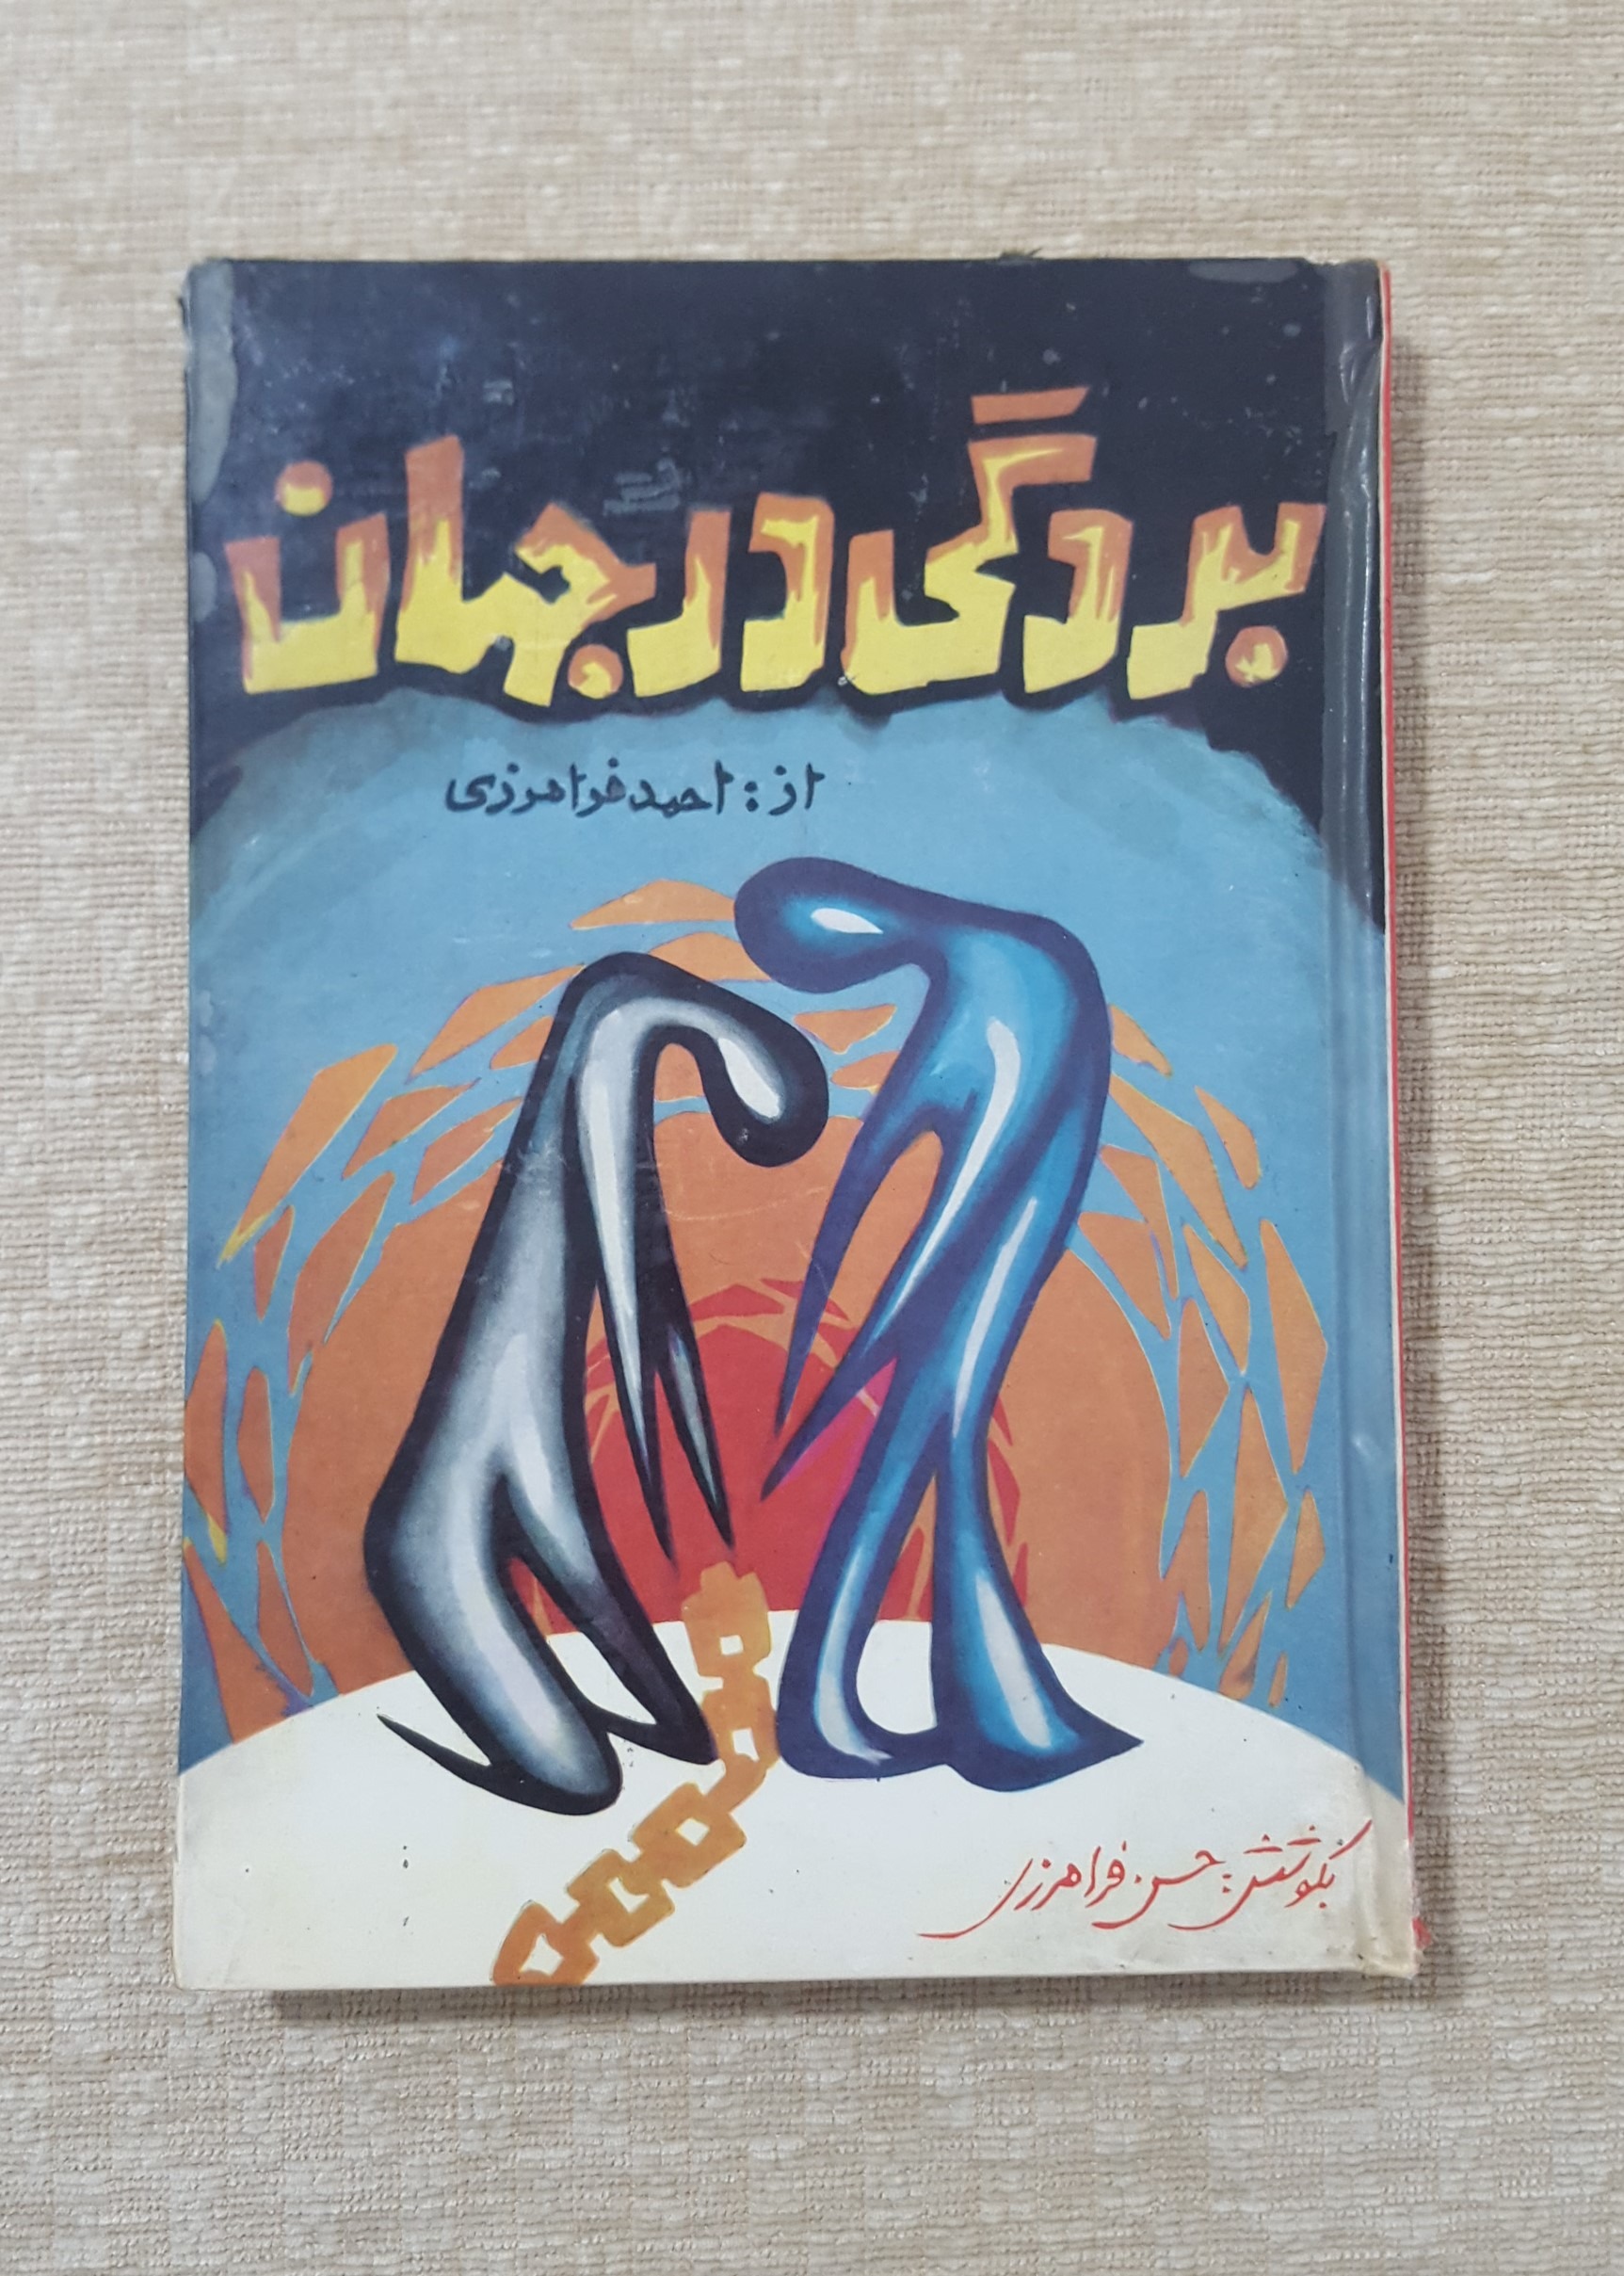 بردگی در جهان
از: احمد فرامرزی
بکوشش: حسن فرامرزی